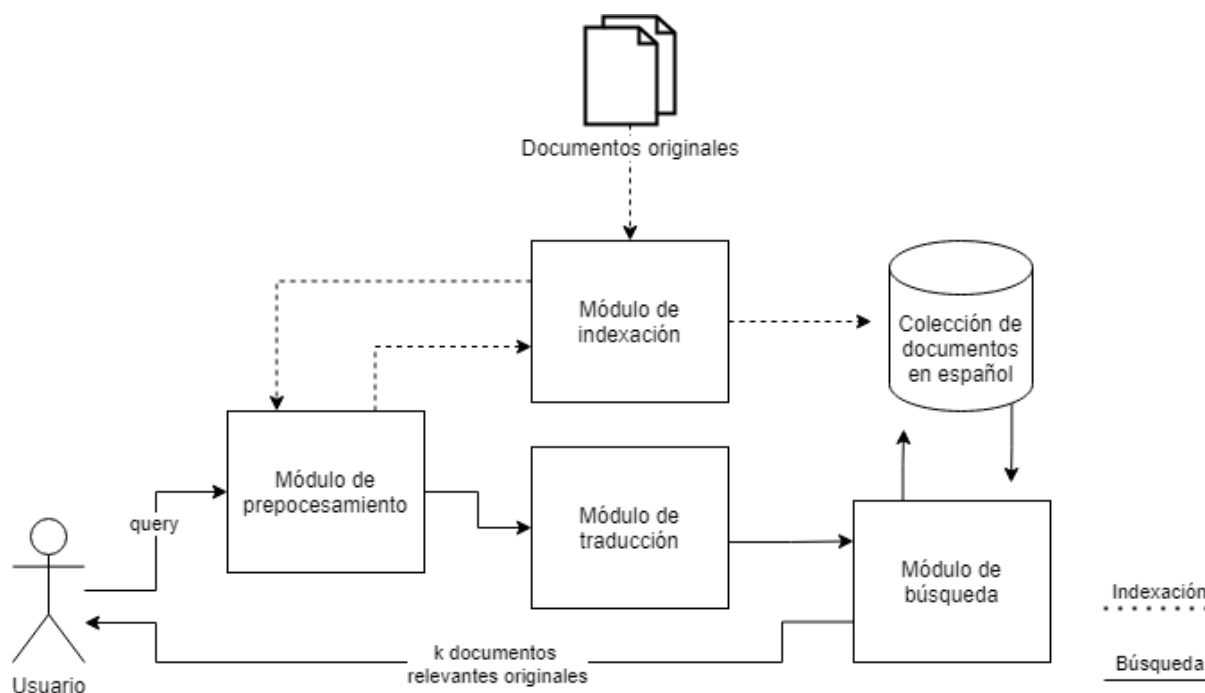 Documentos originales
Módulo de
indexación
Colección de
documentos
en español
Módulo de
prepocesamiento
Módulo de
traducción
query
Módulo de
búsqueda
Indexación
k documentos
relevantes originales
Búsqueda
Usuario